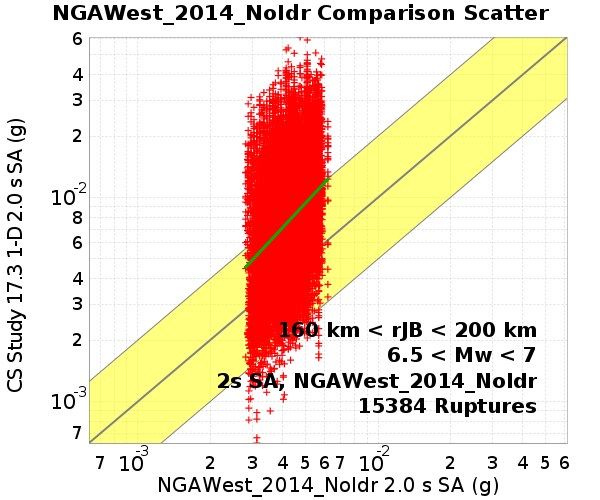 NGAWest_2014_NoIdr Comparison Scatter
CS Study 17.3 1-D 2.0 s SA (g)
6
4
3
2
10⁻²
8
6
4
3
2
10⁻³
7
160 km < rJB < 200 km
6.5 < Mw < 7
2s SA, NGAWest_2014_NoIdr
15384 Ruptures
7 10⁻³ 2 3 4 5 6 7 10⁻² 2 3 4 5 6
NGAWest_2014_NoIdr 2.0 s SA (g)